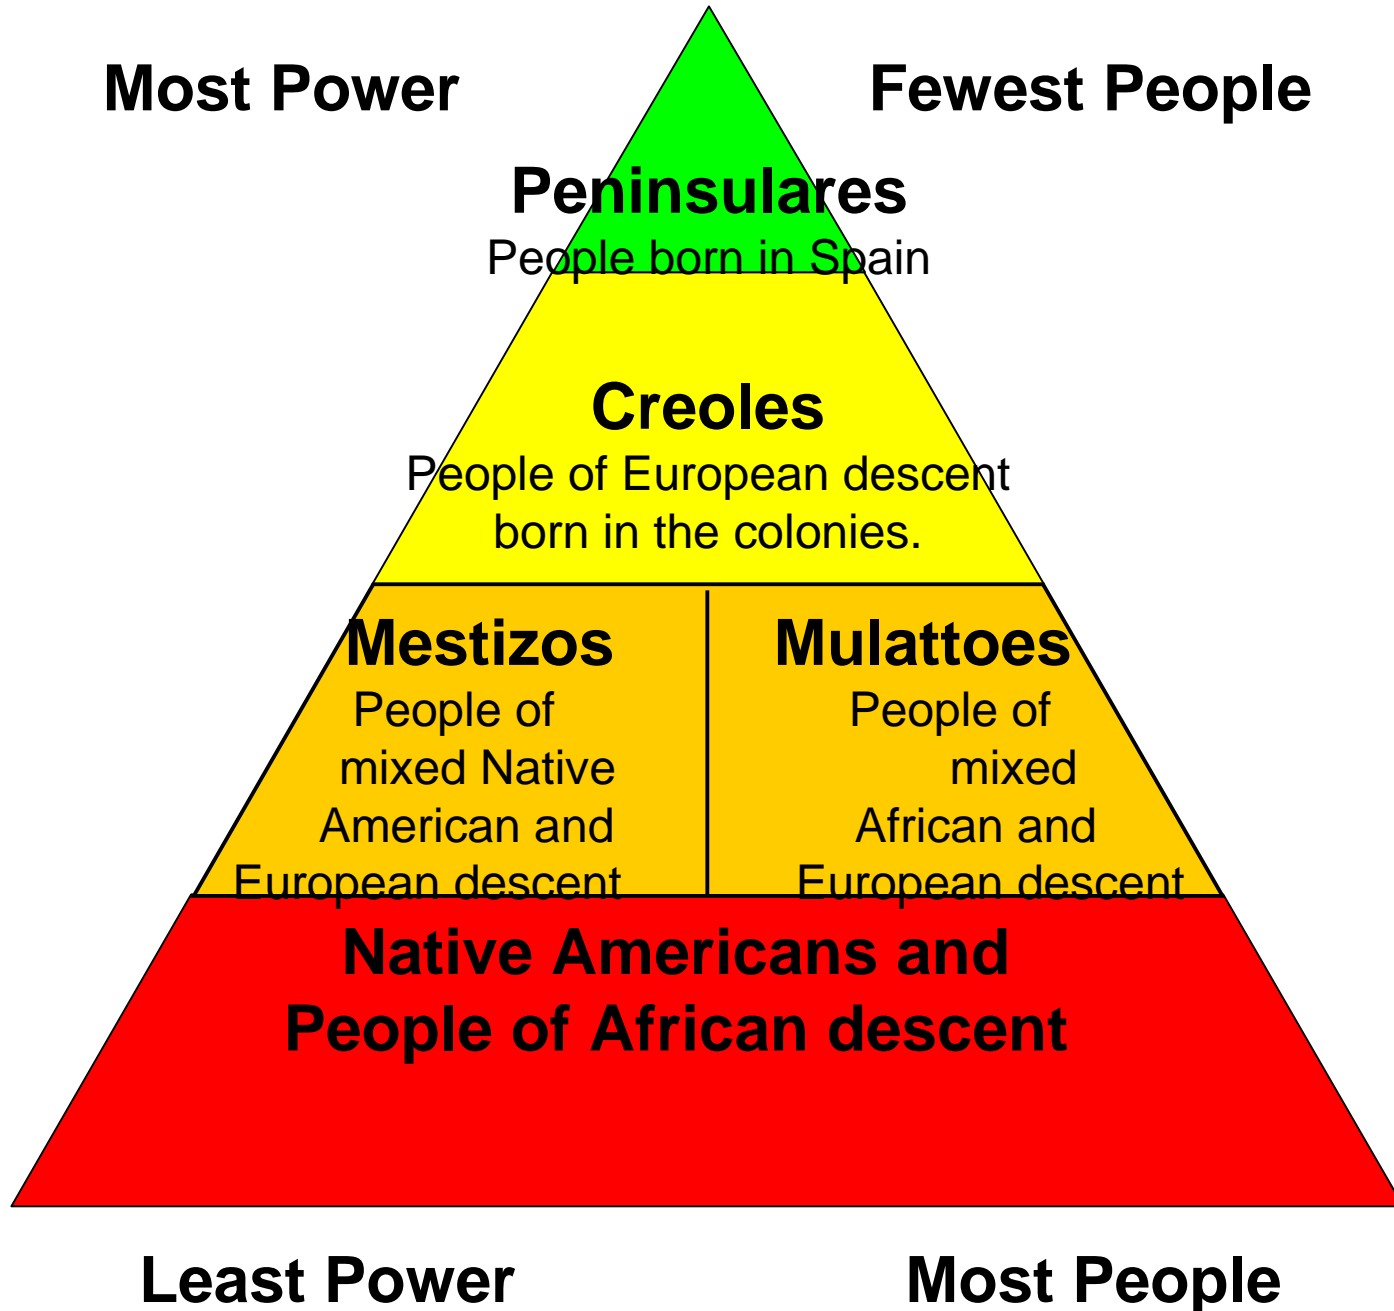 Most Power
Fewest People
Peninsulares
People born in Spain
Creoles
People of European descent
born in the colonies.
Mestizos
People of
mixed Native
American and
European descent
Mulattoes
People of
mixed
African and
European descent
Native Americans and
People of African descent
Least Power
Most People